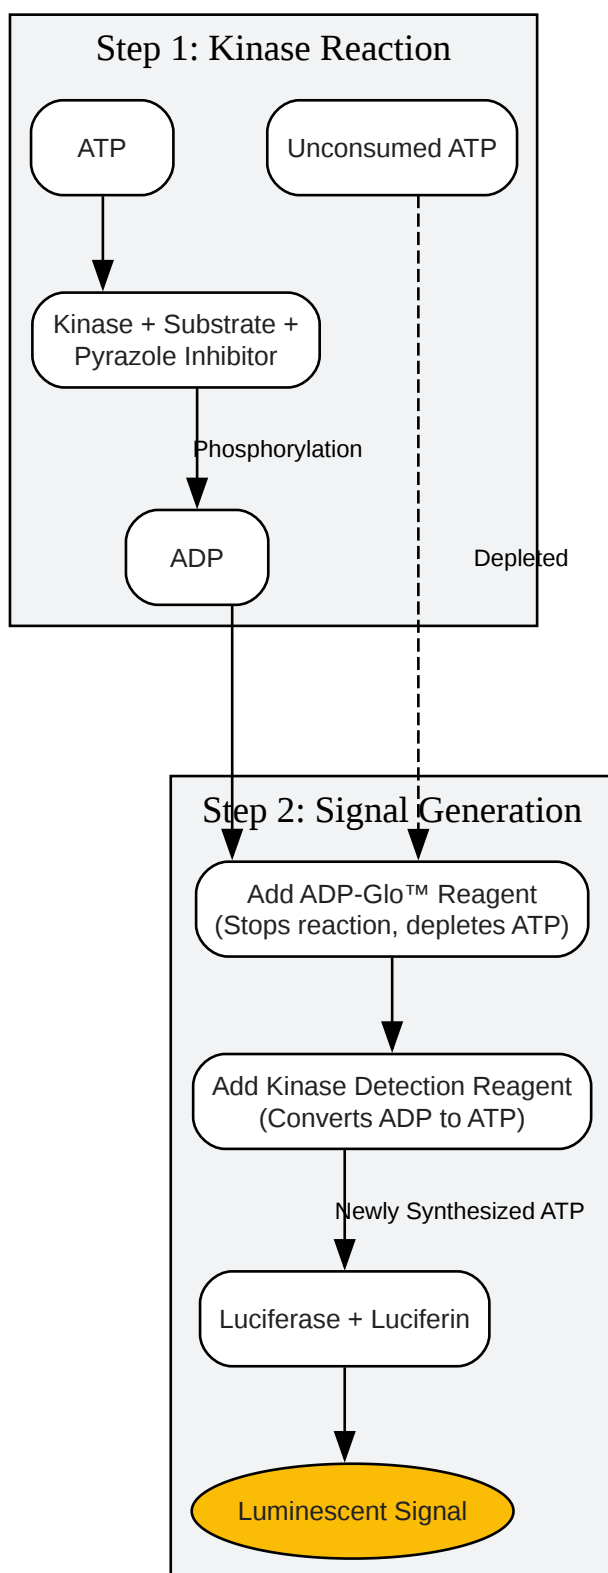 Step 1: Kinase Reaction
ATP
Unconsumed ATP
Kinase + Substrate +
Pyrazole Inhibitor
Phosphorylation
ADP
Depleted
Step 2: Signal Generation
Add ADP-Glo™ Reagent
(Stops reaction, depletes ATP)
Add Kinase Detection Reagent
(Converts ADP to ATP)
Newly Synthesized ATP
Luciferase + Luciferin
Luminescent Signal